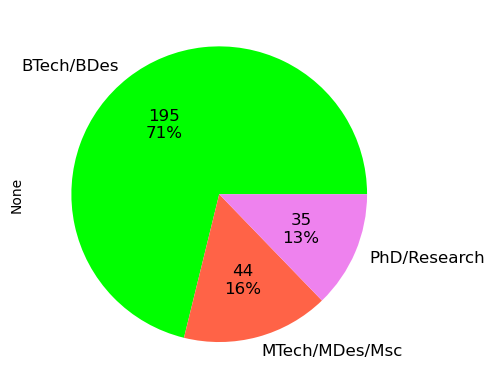 BTech/BDes
195
71%
None
35
13%
PhD/Research
44
16%
MTech/MDes/Msc